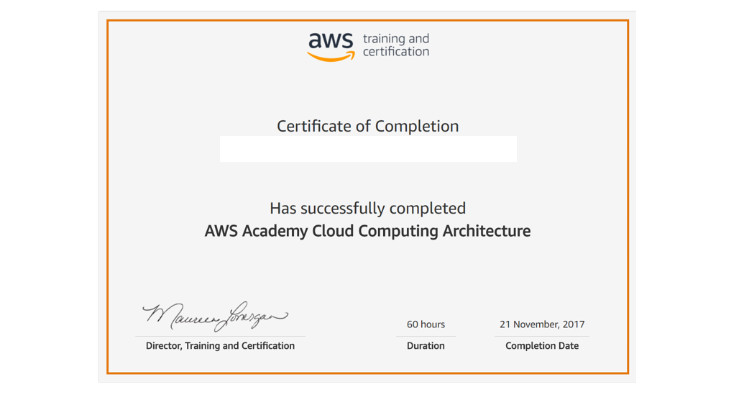 aws training and
certification
Certificate of Completion
Has successfully completed
AWS Academy Cloud Computing Architecture
Maureen Lonergan
60 hours
21 November, 2017
Director, Training and Certification
Duration
Completion Date